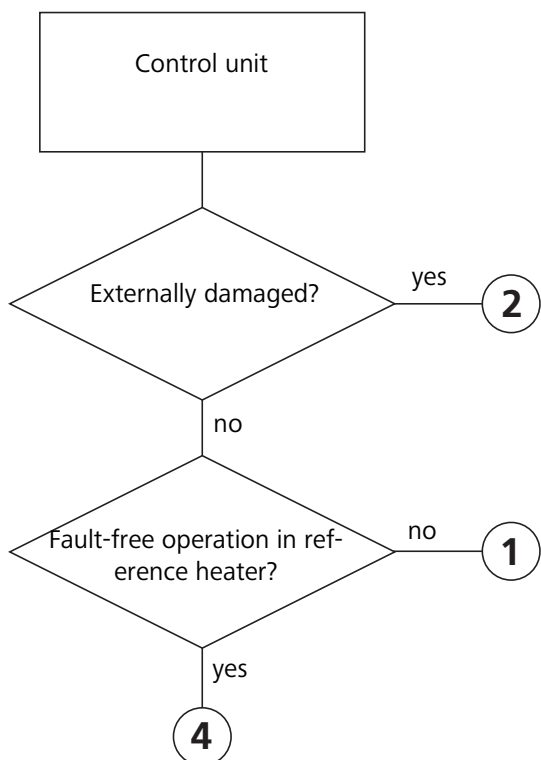 Control unit
Externally damaged?
yes
2
no
Fault-free operation in ref-
erence heater?
no
1
yes
4